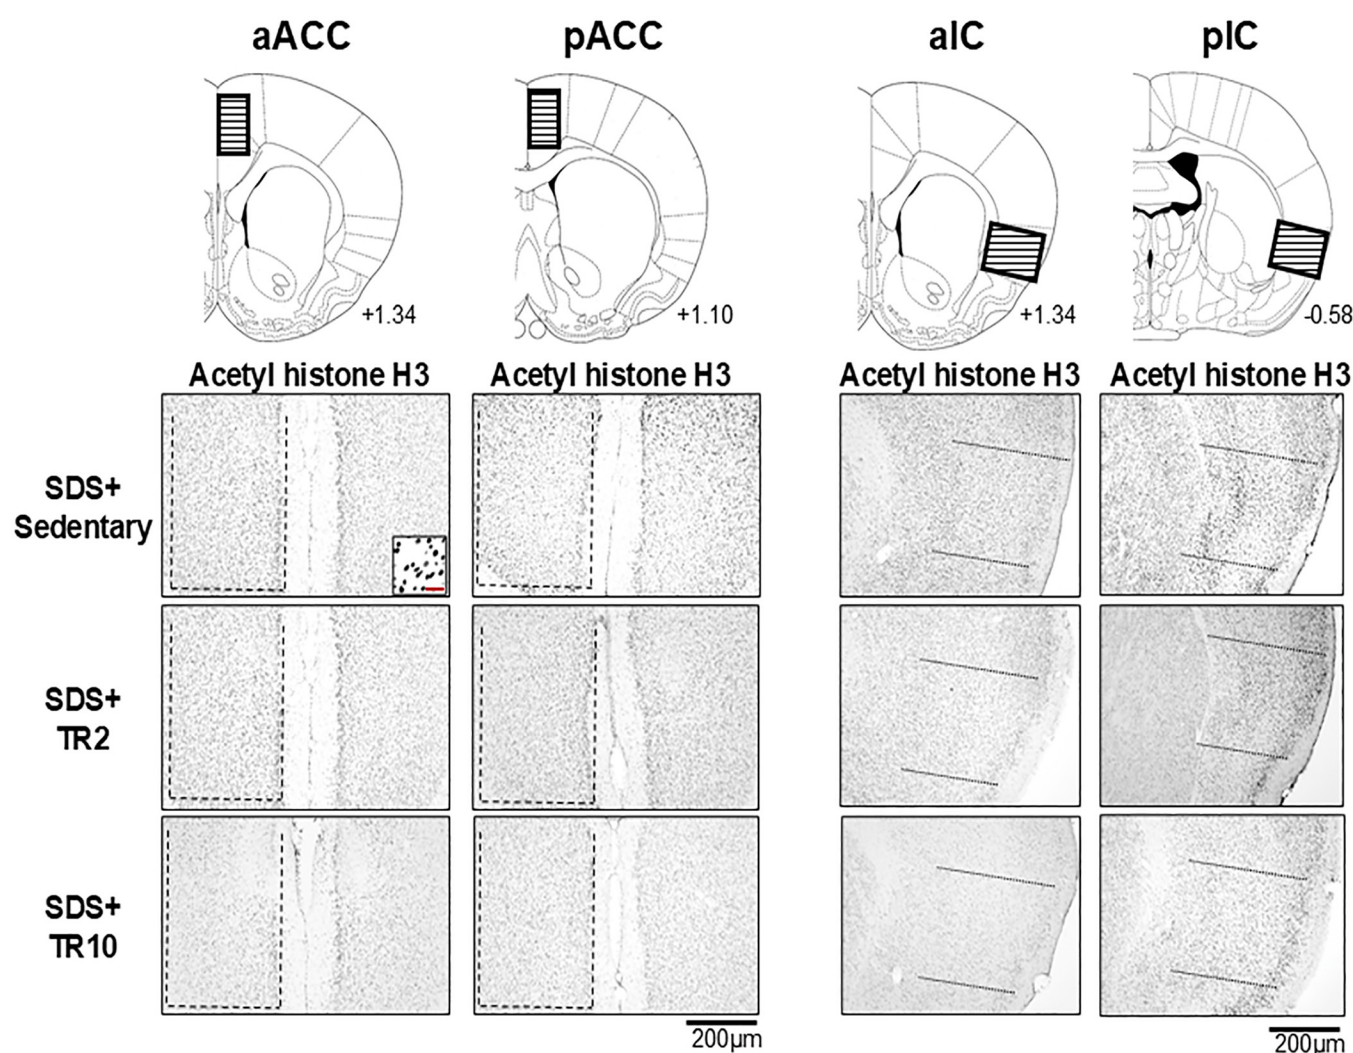 aACC pACC aIC pIC
+1.34 +1.10 +1.34 -0.58
Acetyl histone H3 Acetyl histone H3 Acetyl histone H3 Acetyl histone H3
SDS+
Sedentary
SDS+
TR2
SDS+
TR10
200µm 200µm